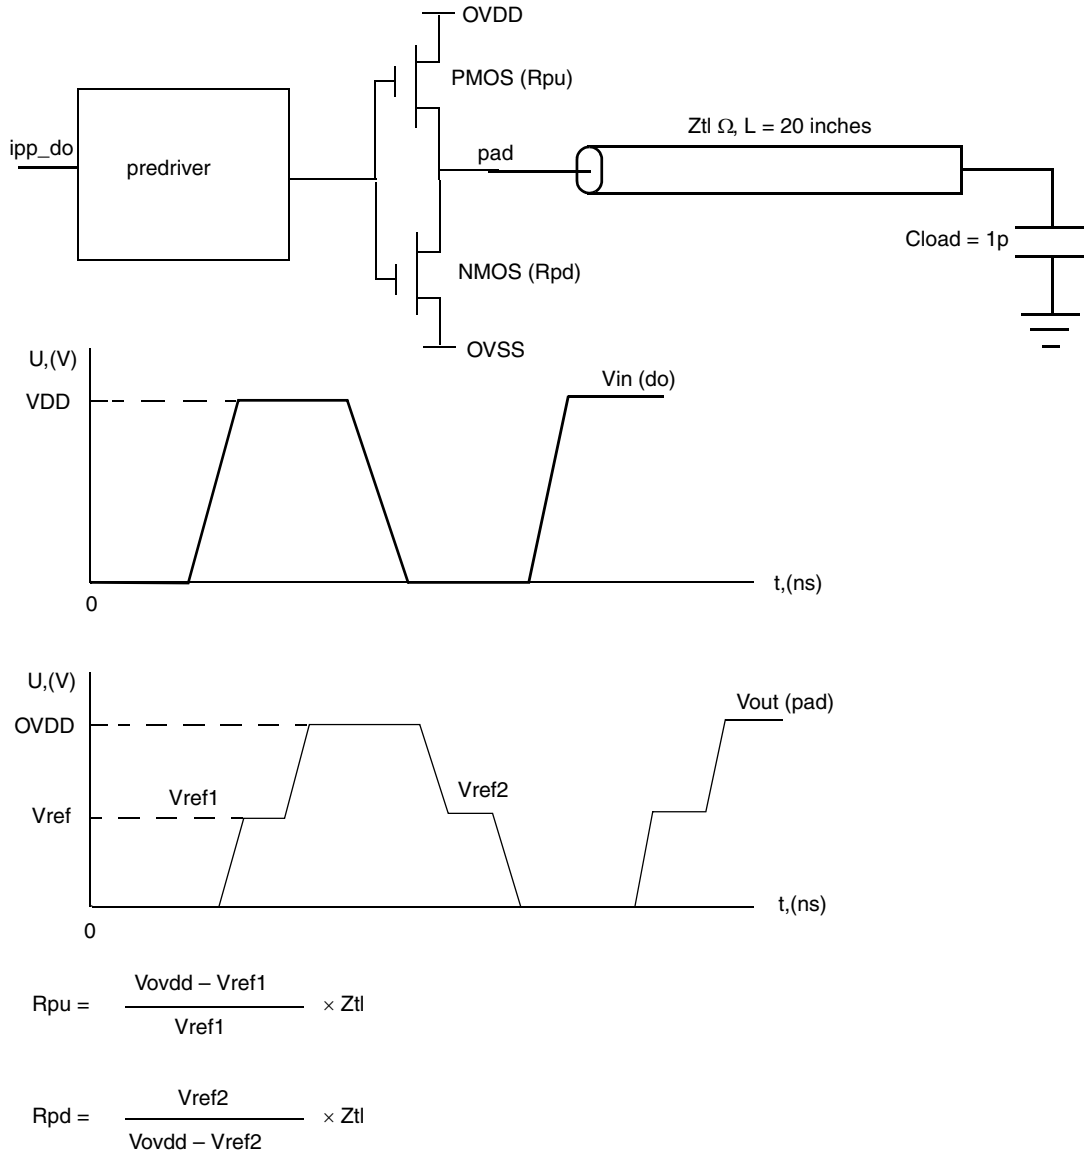 OVDD
PMOS (Rpu)
Ztl Ω, L = 20 inches
ipp_do
predriver
pad
Cload = 1p
NMOS (Rpd)
OVSS
U,(V)
Vin (do)
VDD
t,(ns)
0
U,(V)
Vout (pad)
OVDD
Vref1
Vref2
Vref
t,(ns)
0
Vovdd – Vref1
Rpu =
× Ztl
Vref1
Vref2
Rpd =
× Ztl
Vovdd – Vref2